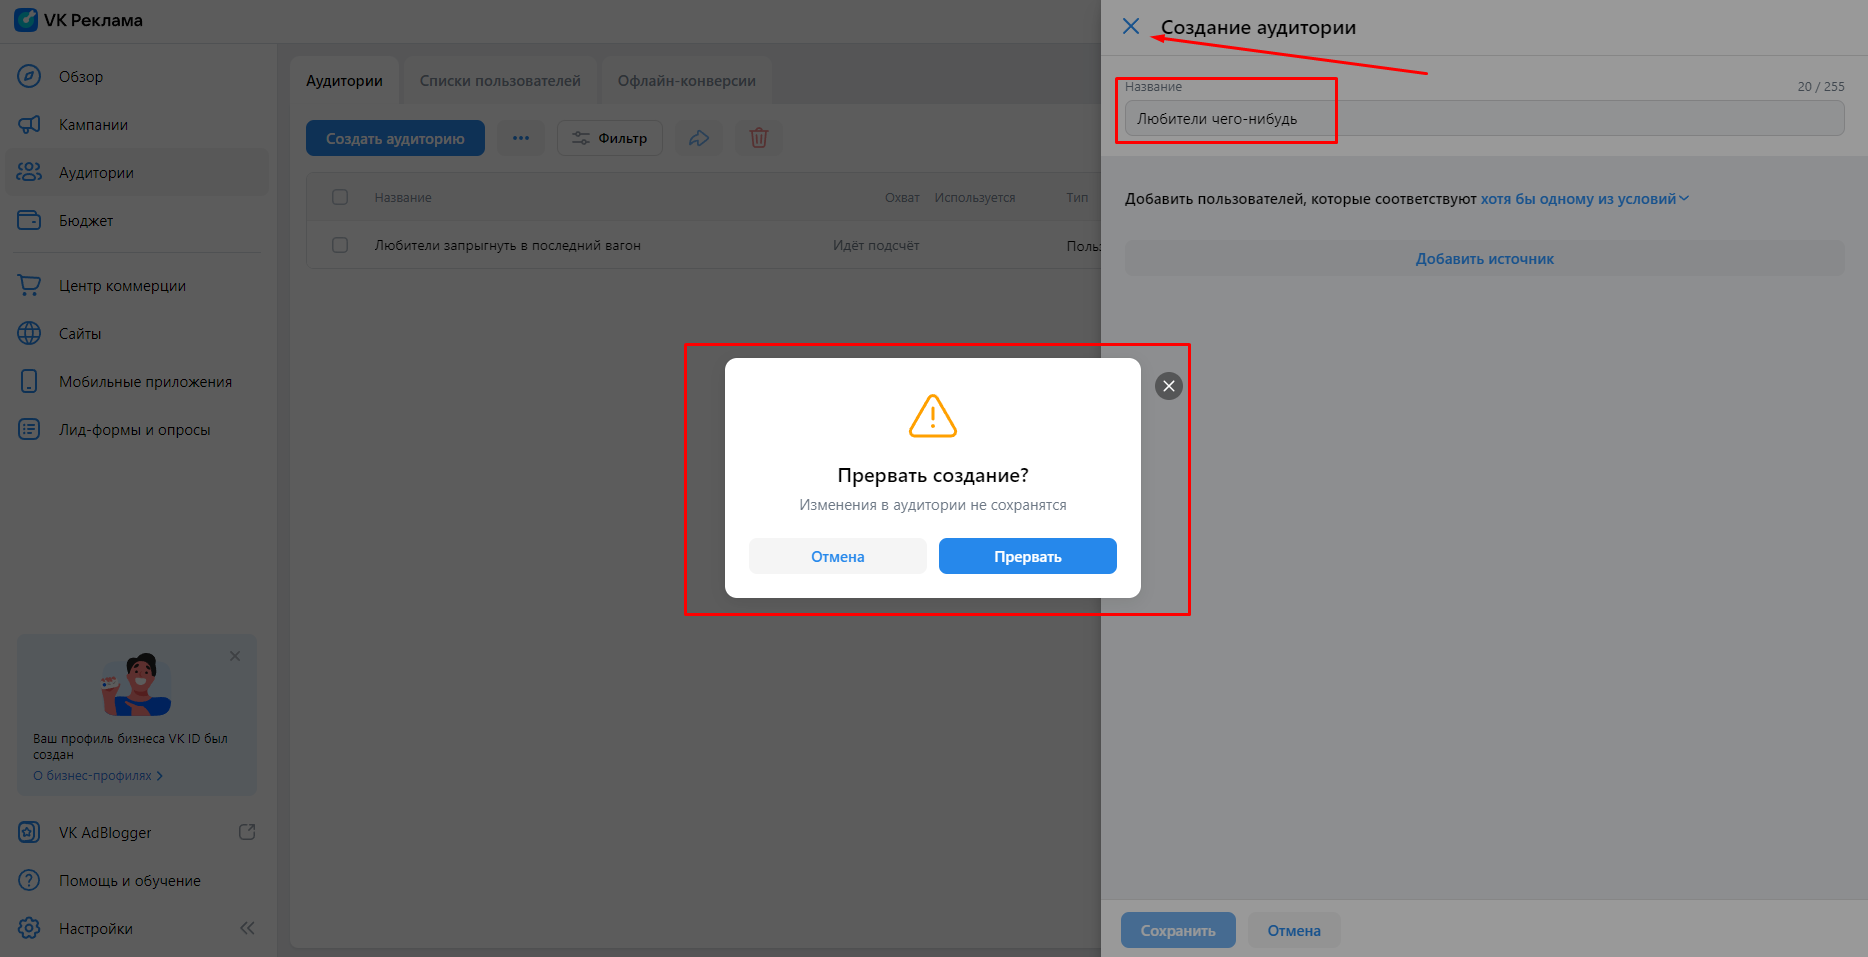 VK Реклама
Обзор
Кампании
Аудитории
Бюджет
Центр коммерции
Сайты
Мобильные приложения
Лид-формы и опросы
Ваш профиль бизнеса VK ID был
создан
О бизнес-профилях
VK AdBlogger
Помощь и обучение
Настройки
Аудитории Списки пользователей Офлайн-конверсии
Создать аудиторию Фильтр
Название Охват Используется Тип
Любители запрыгнуть в последний вагон Идёт подсчёт Поль
Создание аудитории
Название 20 / 255
Любители чего-нибудь
Добавить пользователей, которые соответствуют хотя бы одному из условий
Добавить источник
Прервать создание?
Изменения в аудитории не сохранятся
Отмена Прервать
Сохранить Отмена